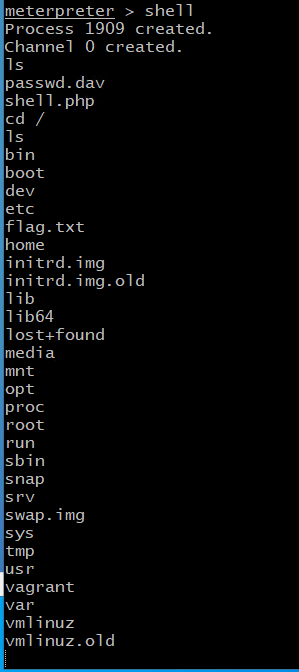 meterpreter > shell
Process 1909 created.
Channel 0 created.
ls
passwd.dav
shell.php
cd /
ls
bin
boot
dev
etc
flag.txt
home
initrd.img
initrd.img.old
lib
lib64
lost+found
media
mnt
opt
proc
root
run
sbin
snap
srv
swap.img
sys
tmp
usr
vagrant
var
vmlinuz
vmlinuz.old